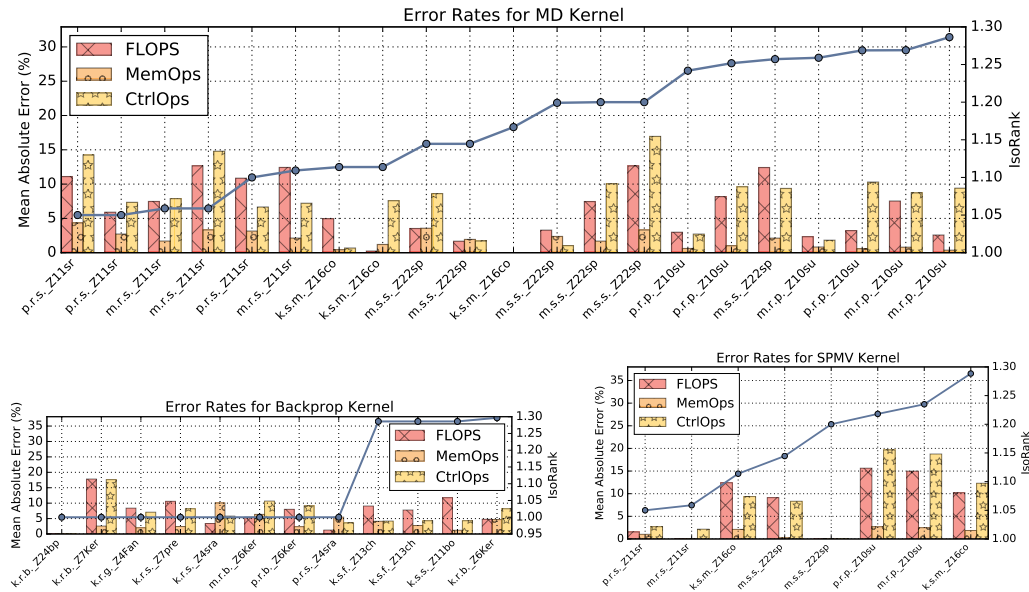 Error Rates for MD Kernel
Mean Absolute Error (%)
30
25
20
15
10
5
0
FLOPS
MemOps
CtrlOps
1.30
1.25
1.20
1.15
1.10
1.05
1.00
IsoRank
p.r.s._Z11sr
p.r.s._Z11sr
m.r.s._Z11sr
m.r.s._Z11sr
p.r.s._Z11sr
m.r.s._Z11sr
k.s.m._Z16co
k.s.m._Z16co
m.s.s._Z22sp
m.s.s._Z22sp
k.s.m._Z16co
m.s.s._Z22sp
m.s.s._Z22sp
m.s.s._Z22sp
p.r.p._Z10su
p.r.p._Z10su
m.s.s._Z22sp
m.r.p._Z10su
p.r.p._Z10su
m.r.p._Z10su
m.r.p._Z10su
Error Rates for Backprop Kernel
Mean Absolute Error (%)
35
30
25
20
15
10
5
0
FLOPS
MemOps
CtrlOps
1.30
1.25
1.20
1.15
1.10
1.05
1.00
0.95
IsoRank
k.r.b._Z24bp
k.r.b._Z7Ker
k.r.g._Z4Fan
k.r.s._Z7pre
k.r.s._Z4sra
m.r.b._Z6Ker
p.r.b._Z6Ker
p.r.s._Z4sra
k.s.f._Z13ch
k.s.f._Z13ch
k.s.s._Z11bo
k.r.b._Z6Ker
Error Rates for SPMV Kernel
Mean Absolute Error (%)
35
30
25
20
15
10
5
0
FLOPS
MemOps
CtrlOps
1.30
1.25
1.20
1.15
1.10
1.05
1.00
IsoRank
p.r.s._Z11sr
m.r.s._Z11sr
k.s.m._Z16co
m.s.s._Z22sp
m.s.s._Z22sp
p.r.p._Z10su
m.r.p._Z10su
k.s.m._Z16co